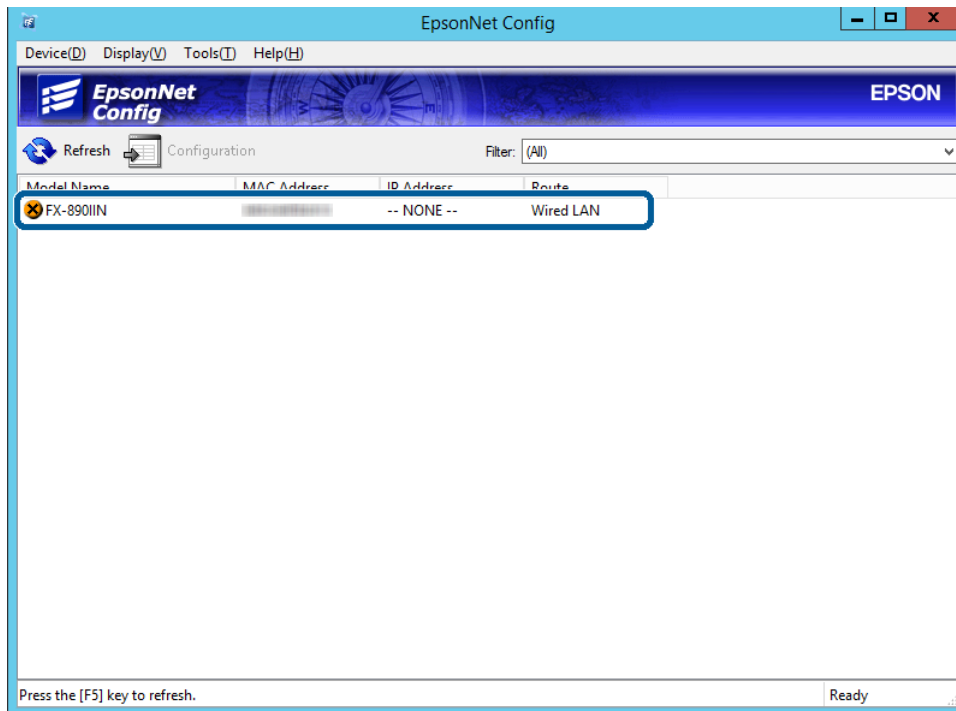 EpsonNet Config
Device(D) Display(V) Tools(T) Help(H)
EpsonNet
Config
EPSON
Refresh Configuration Filter: (All)
Model Name MAC Address IP Address Route
FX-890IIN -- NONE -- Wired LAN
Press the [F5] key to refresh. Ready